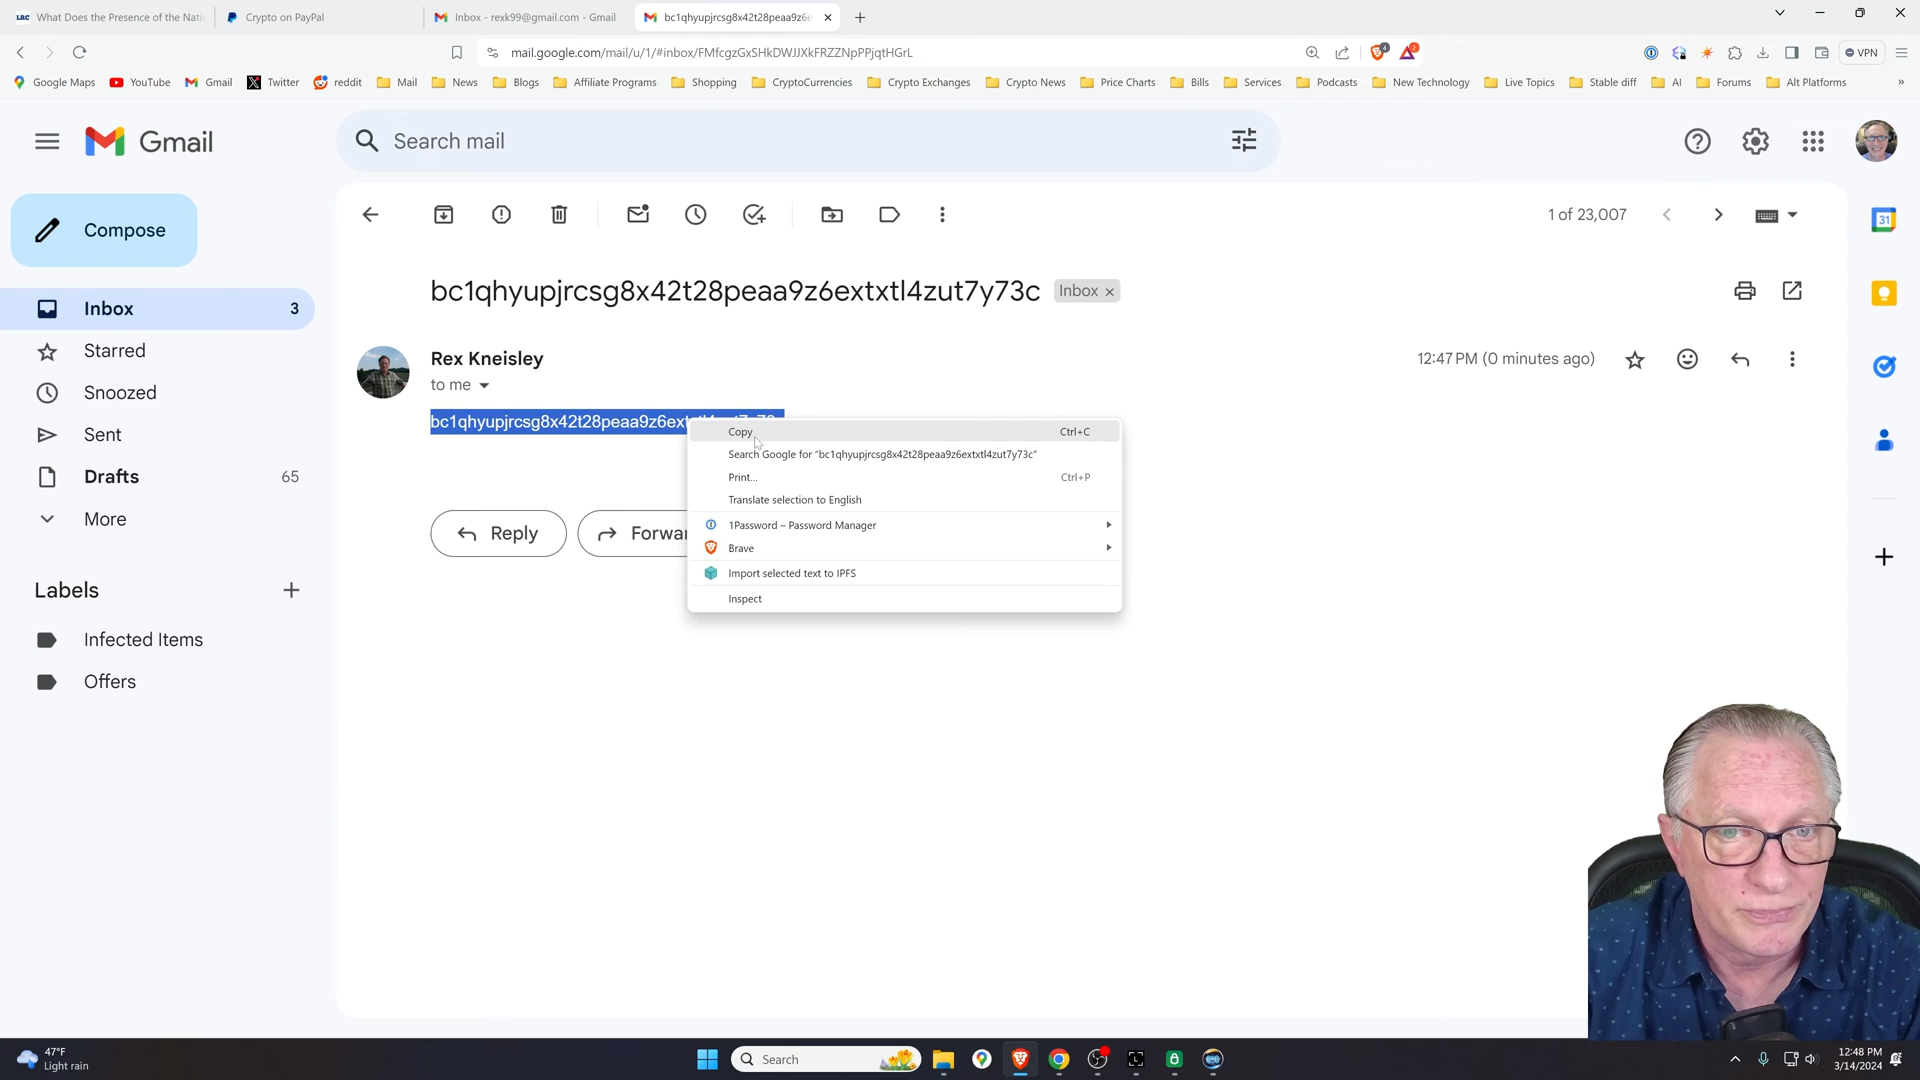 What Does the Presence of the Nati
Crypto on PayPal
Inbox - rexk99@gmail.com - Gmail
bc1qhyupjrcsg8x42t28peaa9z6e
mail.google.com/mail/u/1/#inbox/FMfcgzGxSHkDWJJXkFRZZNpPPjqtHGrL
4
2
VPN
Google Maps
YouTube
Gmail
Twitter
reddit
Mail
News
Blogs
Affiliate Programs
Shopping
CryptoCurrencies
Crypto Exchanges
Crypto News
Price Charts
Bills
Services
Podcasts
New Technology
Live Topics
Stable diff
AI
Forums
Alt Platforms
»
Gmail
Search mail
Compose
1 of 23,007
31
bc1qhyupjrcsg8x42t28peaa9z6extxtl4zut7y73c
Inbox ×
Inbox 3
Starred
Snoozed
Sent
Drafts 65
More
Labels
Infected Items
Offers
Rex Kneisley
to me
12:47 PM (0 minutes ago)
bc1qhyupjrcsg8x42t28peaa9z6ex
Copy Ctrl+C
Search Google for “bc1qhyupjrcsg8x42t28peaa9z6extxtl4zut7y73c”
Print... Ctrl+P
Translate selection to English
1Password – Password Manager
Brave
Import selected text to IPFS
Inspect
Reply
Forwar
47°F
Light rain
Search
12:48 PM
3/14/2024